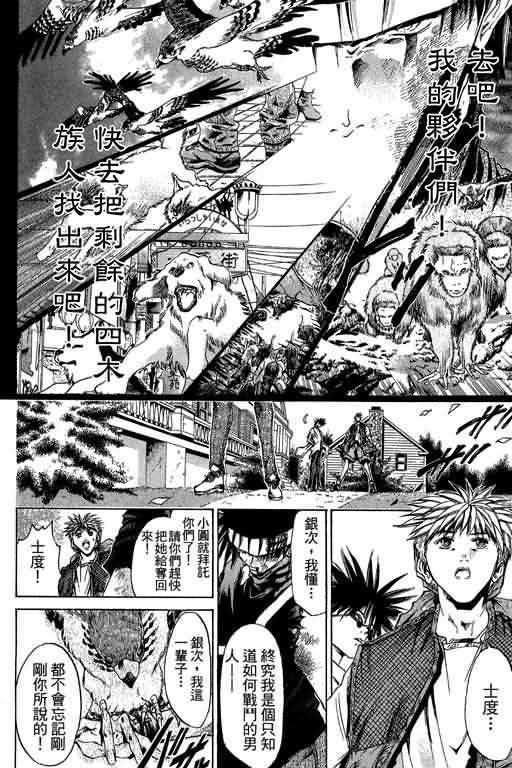 去吧！
我的夥伴們！
快去把剩餘的四木
族人找出來吧！
街
士度…
銀次，我懂…
終究我是個只知
道如何戰鬥的男
人——
小圓就拜託
你們了！
請你們趕快
把她給奪回
來！
士度！
銀次，我這
一輩子…
都不會忘記剛
剛你所說的！